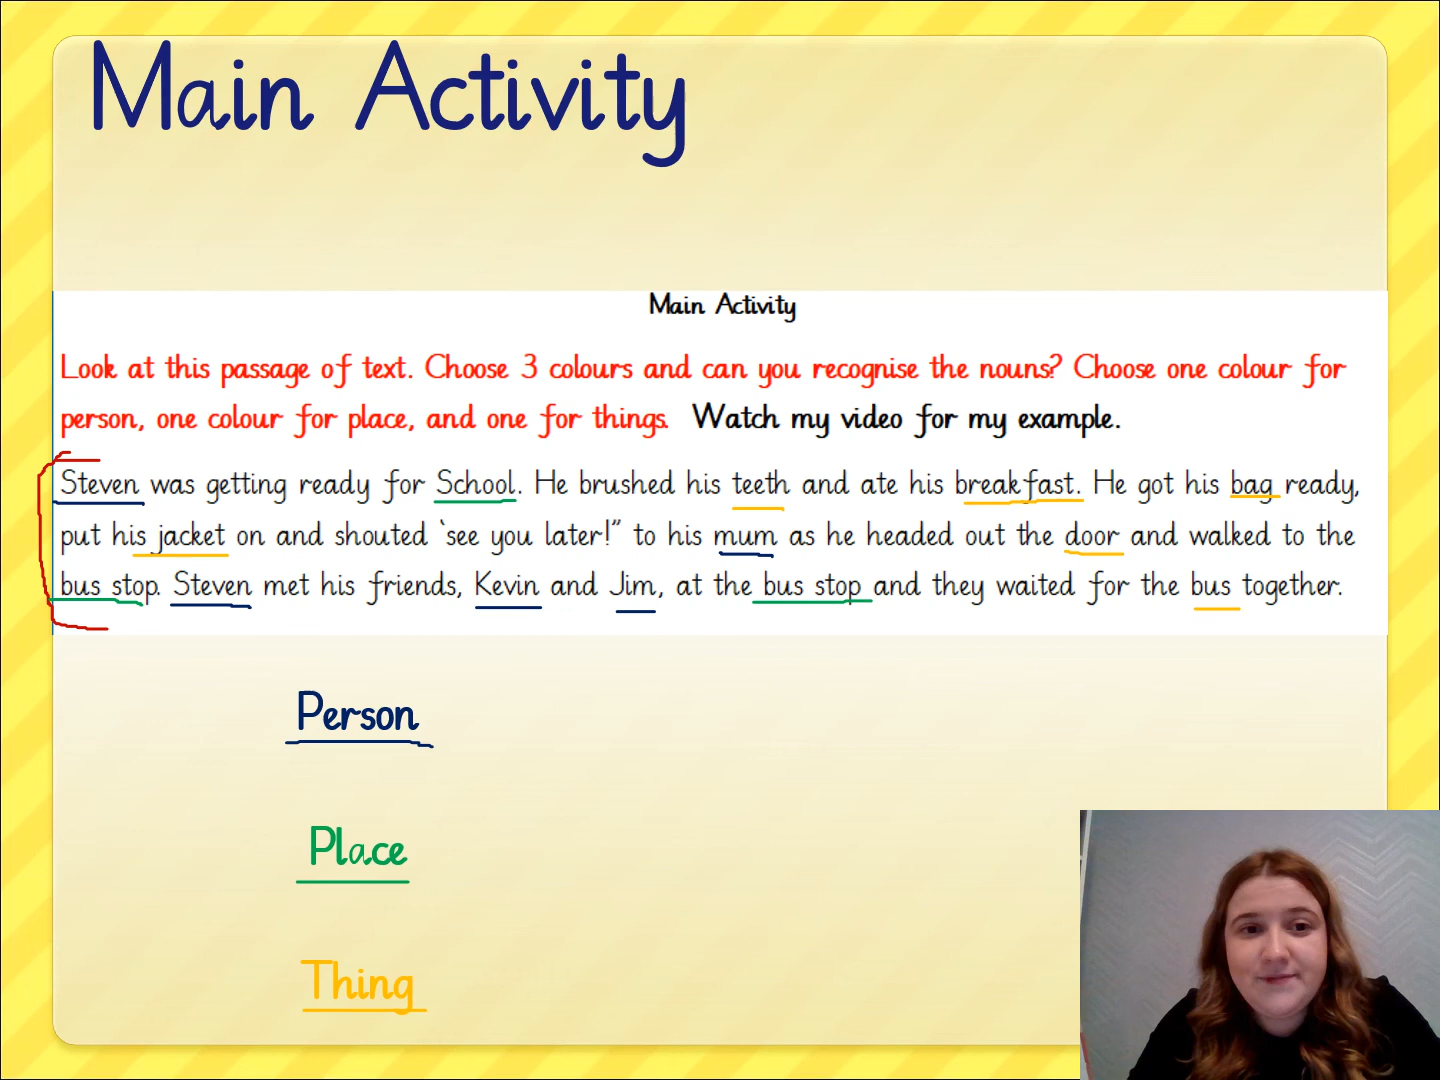 Main Activity
Main Activity
Look at this passage of text. Choose 3 colours and can you recognise the nouns? Choose one colour for
person, one colour for place, and one for things. Watch my video for my example.
Steven was getting ready for School. He brushed his teeth and ate his breakfast. He got his bag ready,
put his jacket on and shouted ‘see you later!” to his mum as he headed out the door and walked to the
bus stop. Steven met his friends, Kevin and Jim, at the bus stop and they waited for the bus together.
Person
Place
Thing